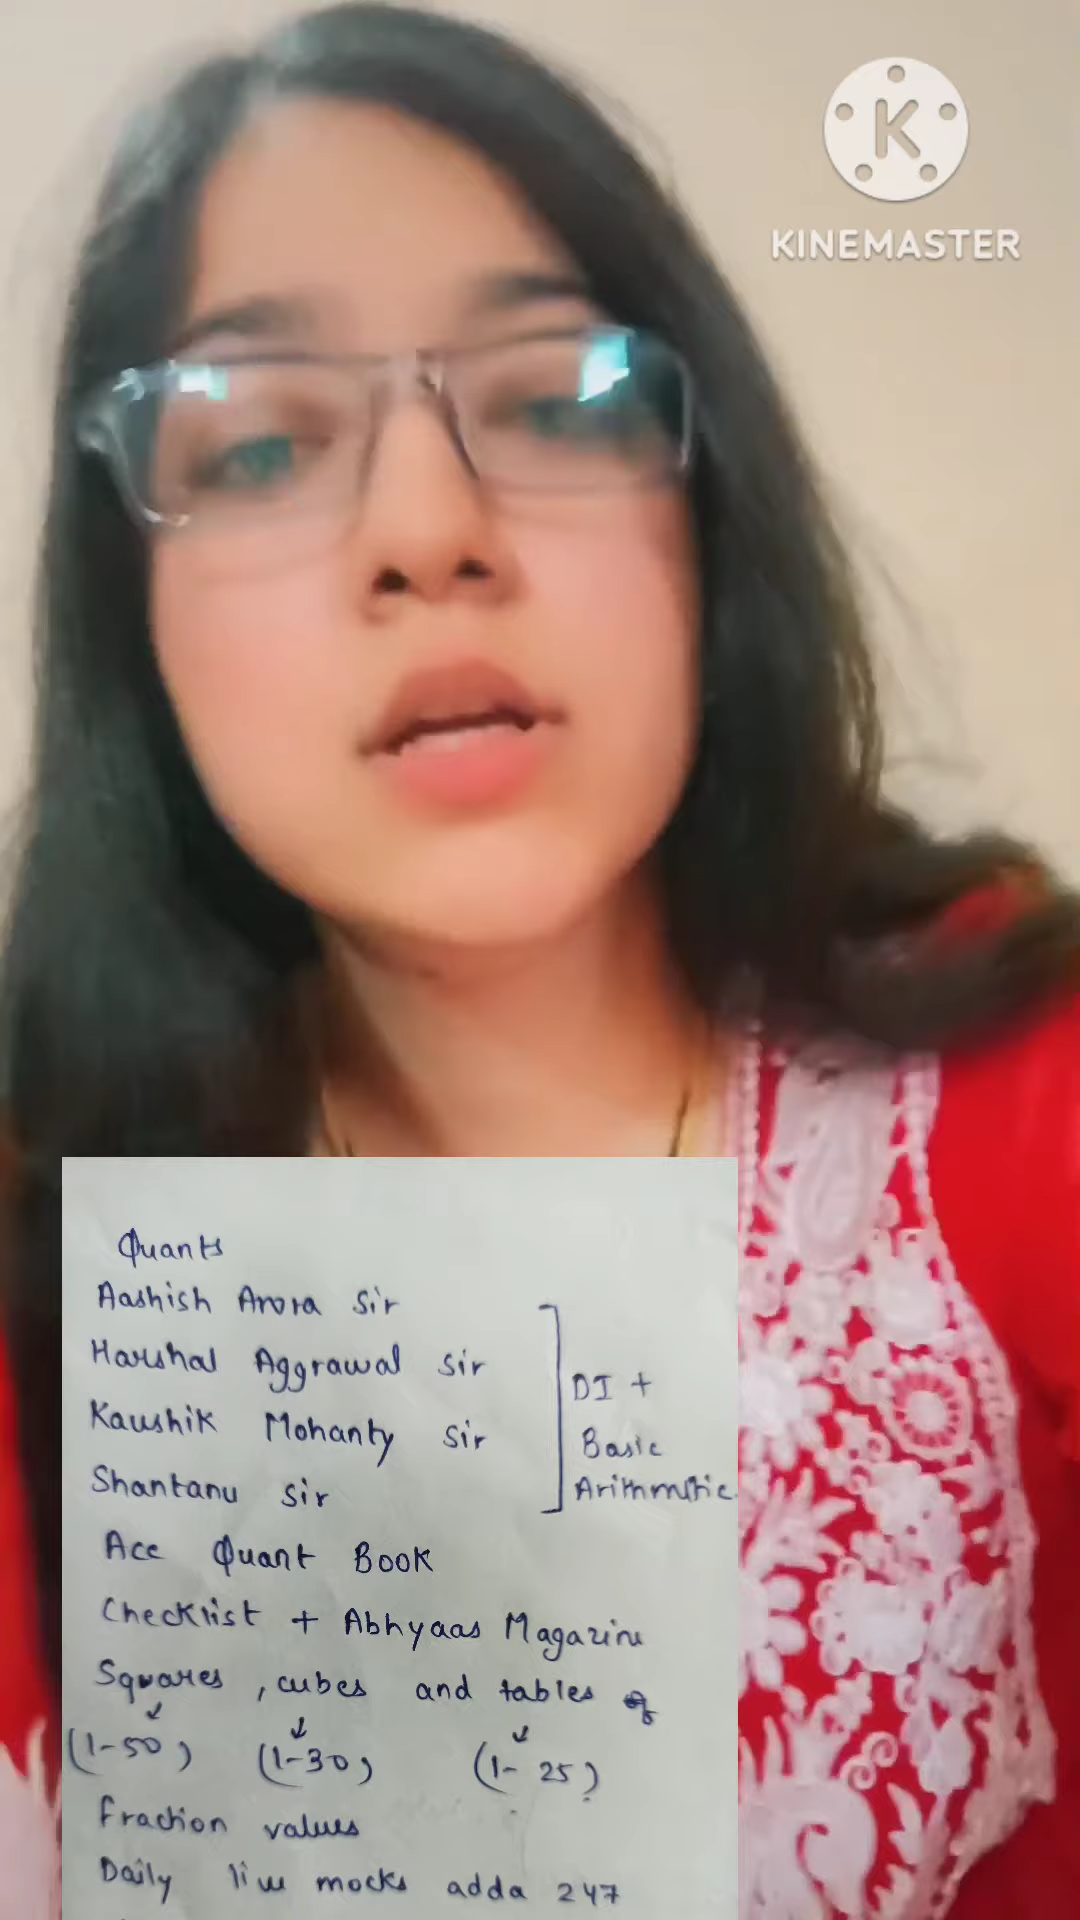 K
KINEMASTER
Quants
Aashish Arora Sir
Harshal Aggrawal Sir
Kaushik Mohanty Sir
Shantanu Sir
DI +
Basic
Arithmetic
Ace Quant Book
Checklist + Abhyaas Magazine
Squares , cubes and tables of
(1-50) (1-30) (1-25)
fraction values
Daily live mocks adda 247